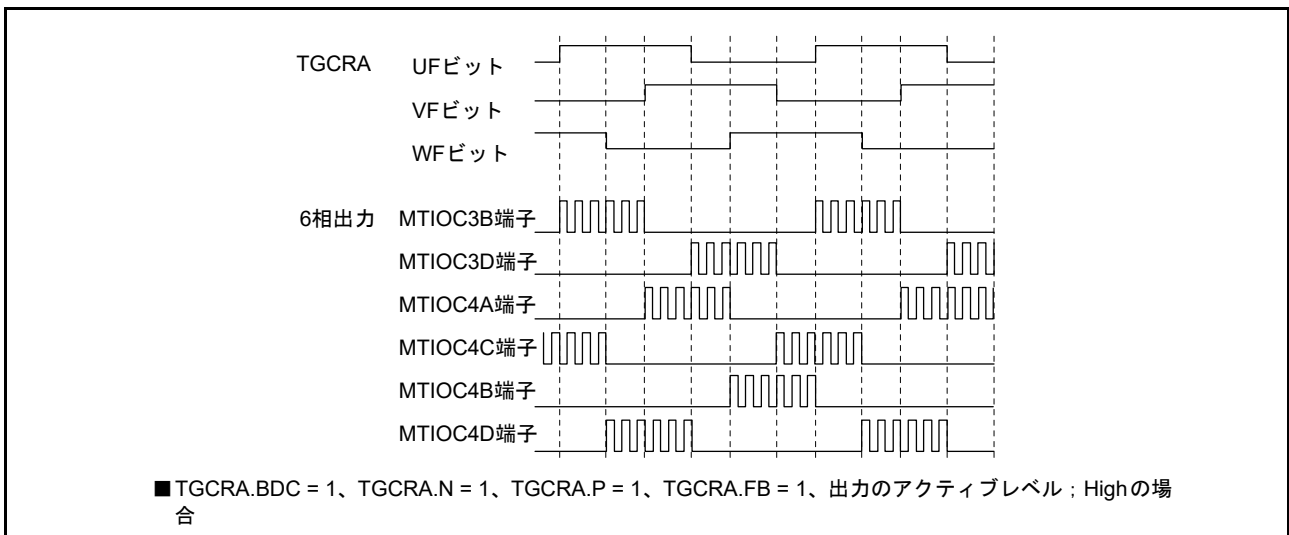 TGCRA UFビット
VFビット
WFビット
6相出力 MTIOC3B端子
MTIOC3D端子
MTIOC4A端子
MTIOC4C端子
MTIOC4B端子
MTIOC4D端子
■TGCRA.BDC = 1、TGCRA.N = 1、TGCRA.P = 1、TGCRA.FB = 1、出力のアクティブレベル；Highの場
合